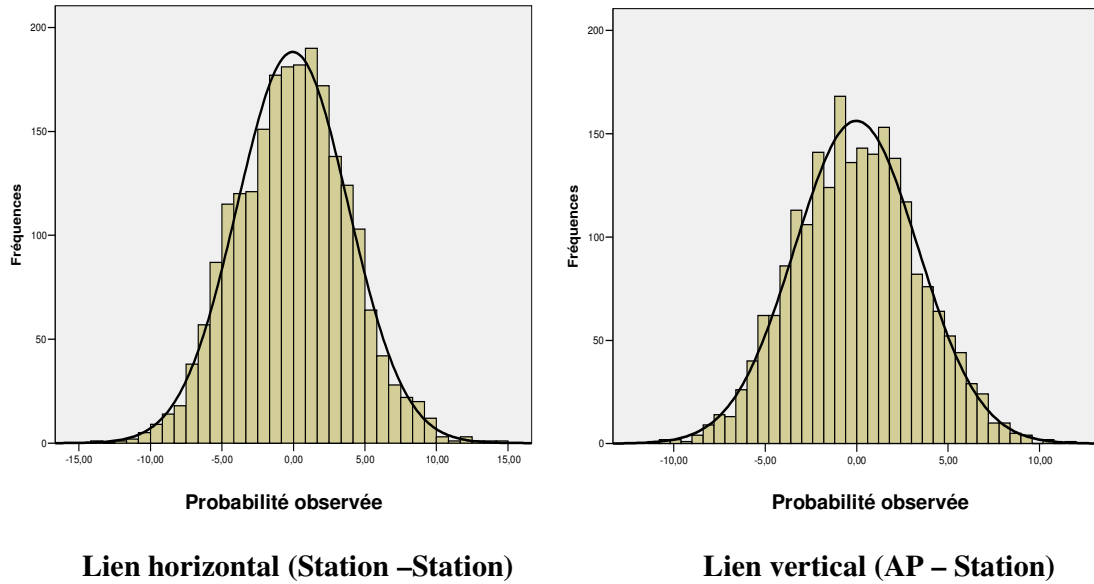 200
150
100
50
0
Fréquences
-15,00 -10,00 -5,00 0,00 5,00 10,00 15,00
Probabilité observée
Lien horizontal (Station –Station)
200
150
100
50
0
Fréquences
-10,00 -5,00 0,00 5,00 10,00
Probabilité observée
Lien vertical (AP – Station)